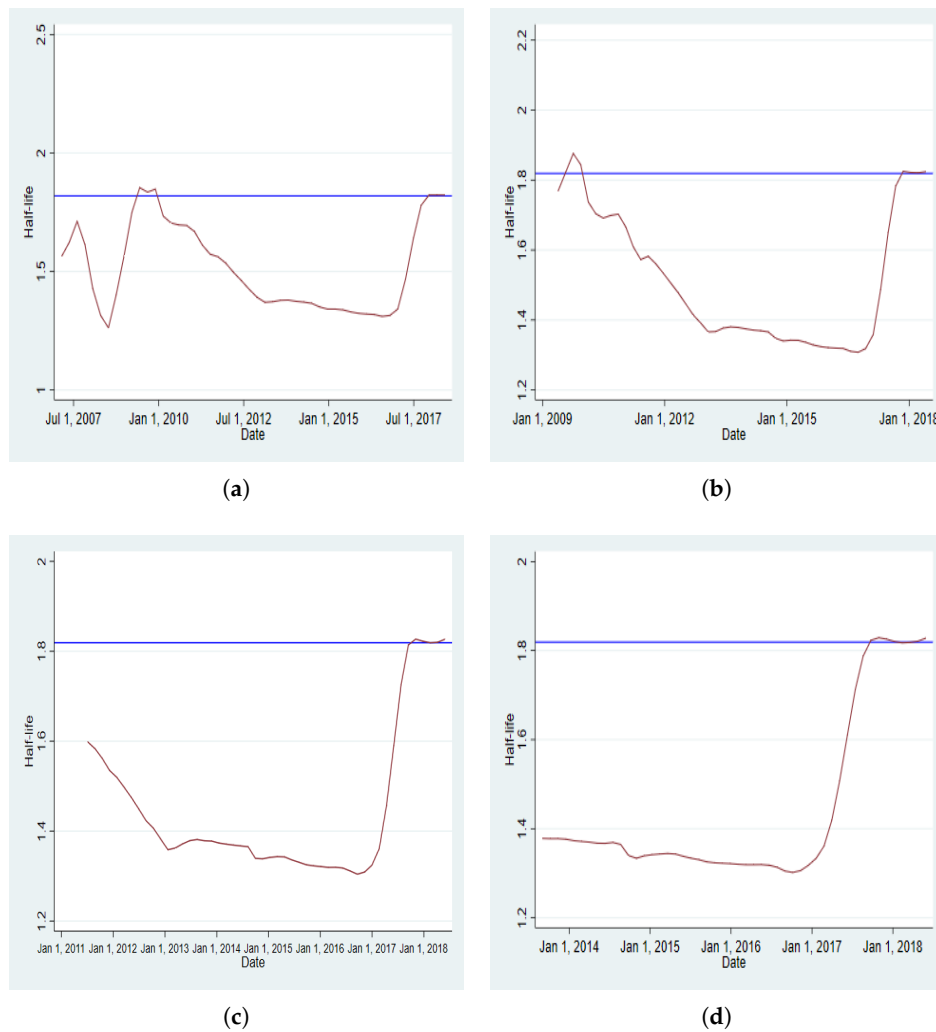 2.5
2
1.5
1
Half-life
Jul 1, 2007 Jan 1, 2010 Jul 1, 2012 Jan 1, 2015 Jul 1, 2017
Date
(a)
2.2
2
1.8
1.6
1.4
1.2
Half-life
Jan 1, 2009 Jan 1, 2012 Jan 1, 2015 Jan 1, 2018
Date
(b)
2
1.8
1.6
1.4
1.2
Half-life
Jan 1, 2011 Jan 1, 2012 Jan 1, 2013 Jan 1, 2014 Jan 1, 2015 Jan 1, 2016 Jan 1, 2017 Jan 1, 2018
Date
(c)
2
1.8
1.6
1.4
1.2
Half-life
Jan 1, 2014 Jan 1, 2015 Jan 1, 2016 Jan 1, 2017 Jan 1, 2018
Date
(d)